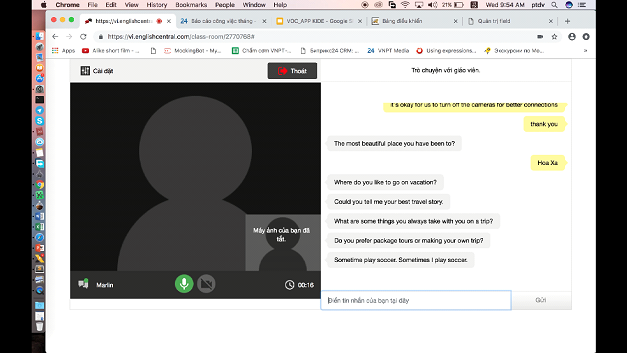 Chrome File Edit View History Bookmarks People Window Help
21% Wed 9:54 AM ptdv
https://vi.englishcentral.com
24 Báo cáo công việc tháng
VOC_APP KIDE - Google S
Bảng điều khiển
Quản trị field
https://vi.englishcentral.com/class-room/2770768#
Apps
Alike short film - ...
MockingBot - My...
Chấm cơm VNPT-...
Битрикс24 CRM: ...
24 VNPT Media
Using expressions...
Экскурсии по Мо...
Cài đặt
Thoát
Trò chuyện với giáo viên.
it's okay for us to turn off the cameras for better connections
thank you
The most beautiful place you have been to?
Hoa Xa
Where do you like to go on vacation?
Could you tell me your best travel story.
What are some things you always take with you on a trip?
Do you prefer package tours or making your own trip?
Sometime play soccer. Sometimes I play soccer.
Máy ảnh của bạn đã
tắt.
Marlin
00:16
Điền tin nhắn của bạn tại đây
Gửi